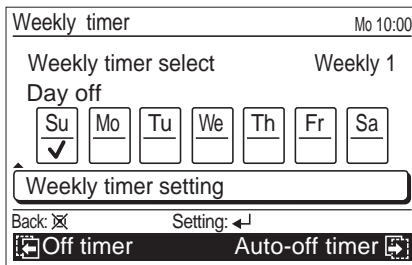 Weekly timer Mo 10:00
Weekly timer select Weekly 1
Day off
Su Mo Tu We Th Fr Sa
Weekly timer setting
Back: Setting:
Off timer Auto-off timer